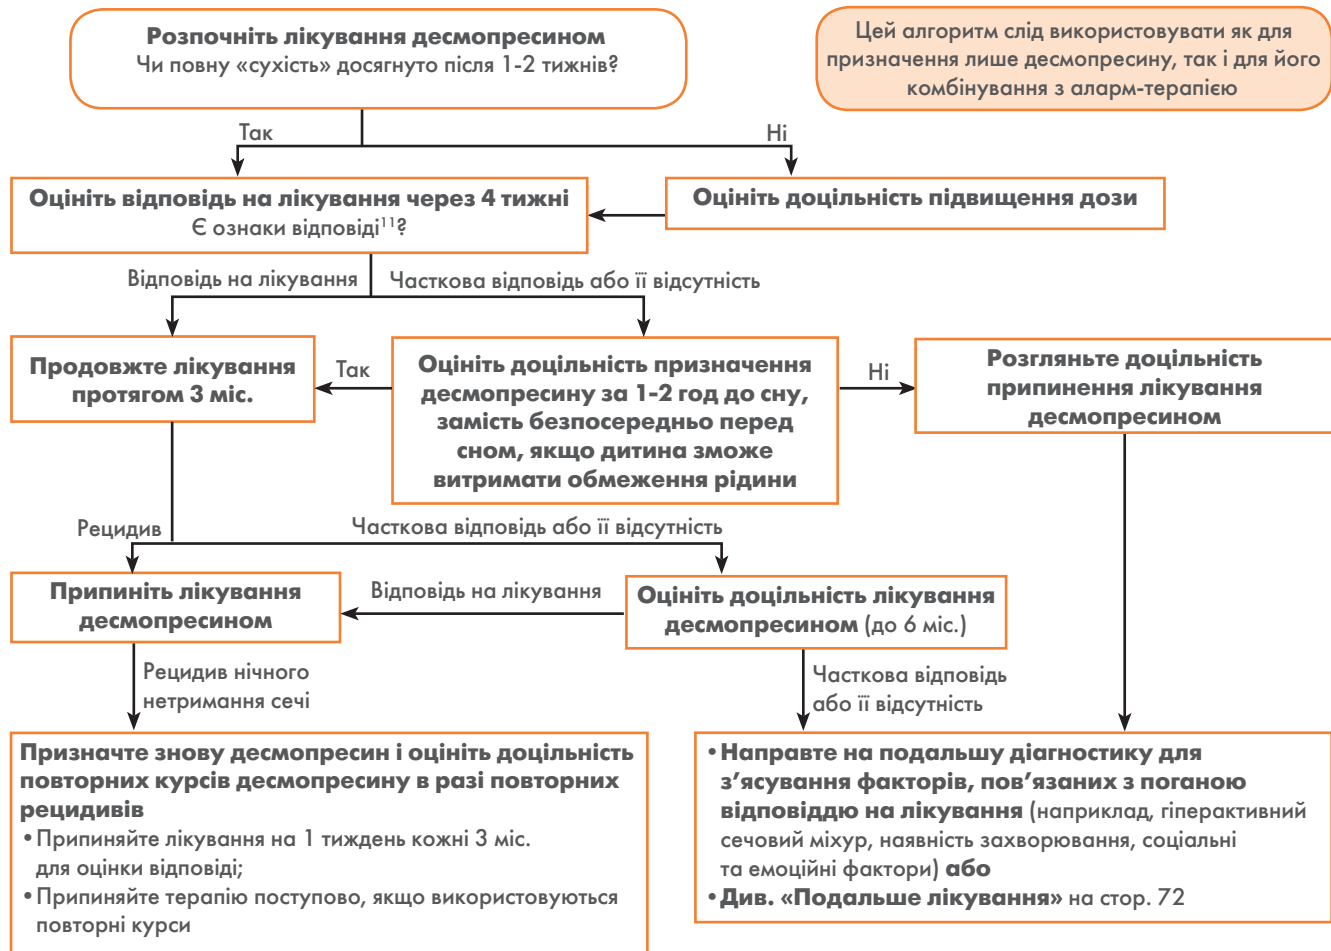 Розпочніть лікування десмопресином
Чи повну «сухість» досягнуто після 1-2 тижнів?
Цей алгоритм слід використовувати як для
призначення лише десмопресину, так і для його
комбінування з аларм-терапією
Так
Ні
Оцініть відповідь на лікування через 4 тижні
Є ознаки відповіді¹¹?
Оцініть доцільність підвищення дози
Відповідь на лікування
Часткова відповідь або її відсутність
Продовжте лікування
протягом 3 міс.
Так
Оцініть доцільність призначення
десмопресину за 1-2 год до сну,
замість безпосередньо перед
сном, якщо дитина зможе
витримати обмеження рідини
Ні
Розгляньте доцільність
припинення лікування
десмопресином
Рецидив
Часткова відповідь або її відсутність
Припиніть лікування
десмопресином
Відповідь на лікування
Оцініть доцільність лікування
десмопресином (до 6 міс.)
Рецидив нічного
нетримання сечі
Часткова відповідь
або її відсутність
Призначте знову десмопресин і оцініть доцільність
повторних курсів десмопресину в разі повторних
рецидивів
•Припиняйте лікування на 1 тиждень кожні 3 міс.
для оцінки відповіді;
•Припиняйте терапію поступово, якщо використовуються
повторні курси
•Направте на подальшу діагностику для
з’ясування факторів, пов’язаних з поганою
відповіддю на лікування (наприклад, гіперактивний
сечовий міхур, наявність захворювання, соціальні
та емоційні фактори) або
•Див. «Подальше лікування» на стор. 72